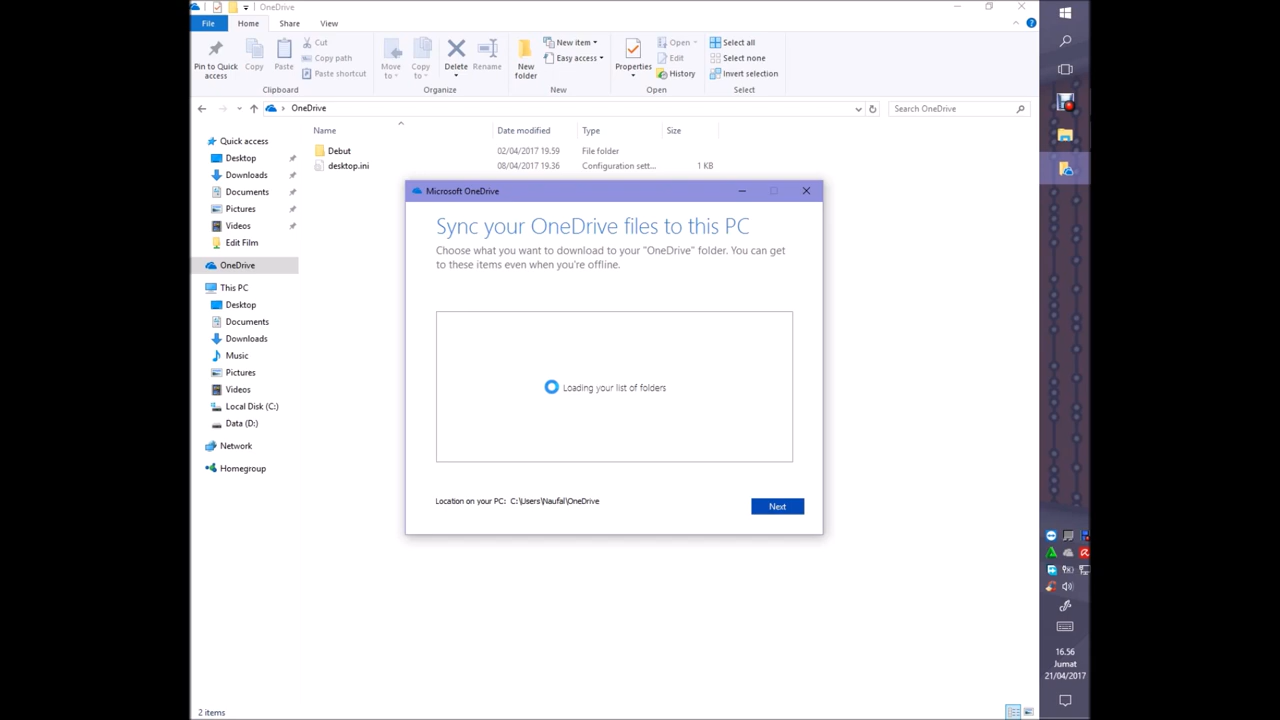 OneDrive
File Home Share View
Pin to Quick access
Copy
Paste
Cut
Copy path
Paste shortcut
Clipboard
Move to
Copy to
Delete
Rename
Organize
New folder
New item
Easy access
New
Properties
Open
Edit
History
Open
Select all
Select none
Invert selection
Select
OneDrive
Search OneDrive
Name Date modified Type Size
Debut 02/04/2017 19.59 File folder
desktop.ini 08/04/2017 19.36 Configuration sett... 1 KB
Quick access
Desktop
Downloads
Documents
Pictures
Videos
Edit Film
OneDrive
This PC
Desktop
Documents
Downloads
Music
Pictures
Videos
Local Disk (C:)
Data (D:)
Network
Homegroup
Microsoft OneDrive
Sync your OneDrive files to this PC
Choose what you want to download to your "OneDrive" folder. You can get
to these items even when you're offline.
Loading your list of folders
Location on your PC: C:\Users\Naufal\OneDrive
Next
2 items
16.56
Jumat
21/04/2017